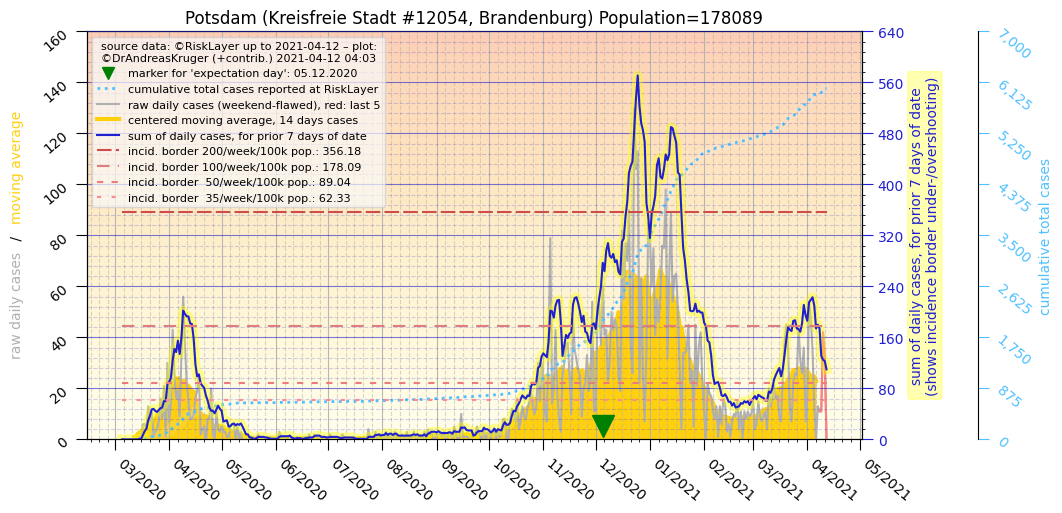 Potsdam (Kreisfreie Stadt #12054, Brandenburg) Population=178089
source data: ©RiskLayer up to 2021-04-12 – plot:
©DrAndreasKruger (+contrib.) 2021-04-12 04:03
marker for 'expectation day': 05.12.2020
cumulative total cases reported at RiskLayer
raw daily cases (weekend-flawed), red: last 5
centered moving average, 14 days cases
sum of daily cases, for prior 7 days of date
incid. border 200/week/100k pop.: 356.18
incid. border 100/week/100k pop.: 178.09
incid. border  50/week/100k pop.: 89.04
incid. border  35/week/100k pop.: 62.33
raw daily cases / moving average
160
140
120
100
80
60
40
20
0
03/2020
04/2020
05/2020
06/2020
07/2020
08/2020
09/2020
10/2020
11/2020
12/2020
01/2021
02/2021
03/2021
04/2021
05/2021
640
560
480
400
320
240
160
80
0
sum of daily cases, for prior 7 days of date
(shows incidence border under-/overshooting)
7,000
6,125
5,250
4,375
3,500
2,625
1,750
875
0
cumulative total cases